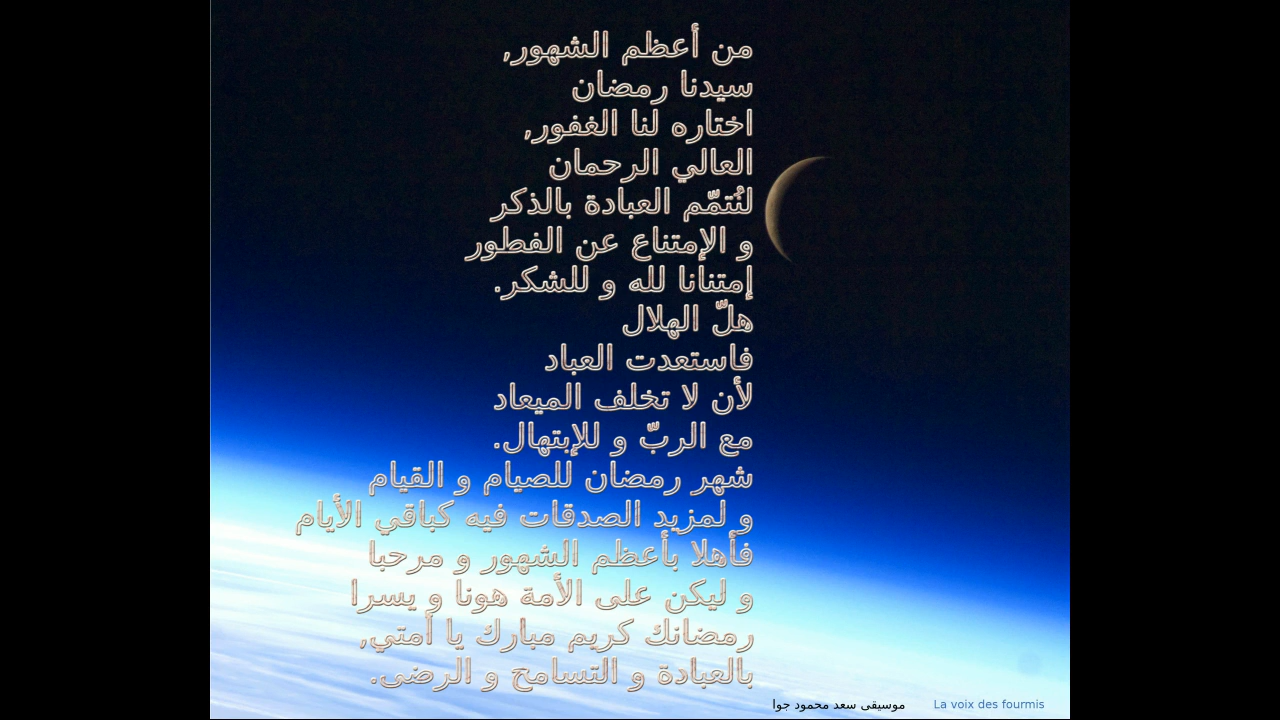 من أعظم الشهور,
سيدنا رمضان
اختاره لنا الغفور,
العالي الرحمان
لنُتمّم العبادة بالذكر
و الإمتناع عن الفطور
إمتنانا لله و للشكر.
هلّ الهلال
فاستعدت العباد
لأن لا تخلف الميعاد
مع الربّ و للإبتهال.
شهر رمضان للصيام و القيام
و لمزيد الصدقات فيه كباقي الأيام
فأهلا بأعظم الشهور و مرحبا
و ليكن على الأمة هونا و يسرا
رمضانك كريم مبارك يا أمتي,
بالعبادة و التسامح و الرضى.
موسيقى سعد محمود جوا
La voix des fourmis